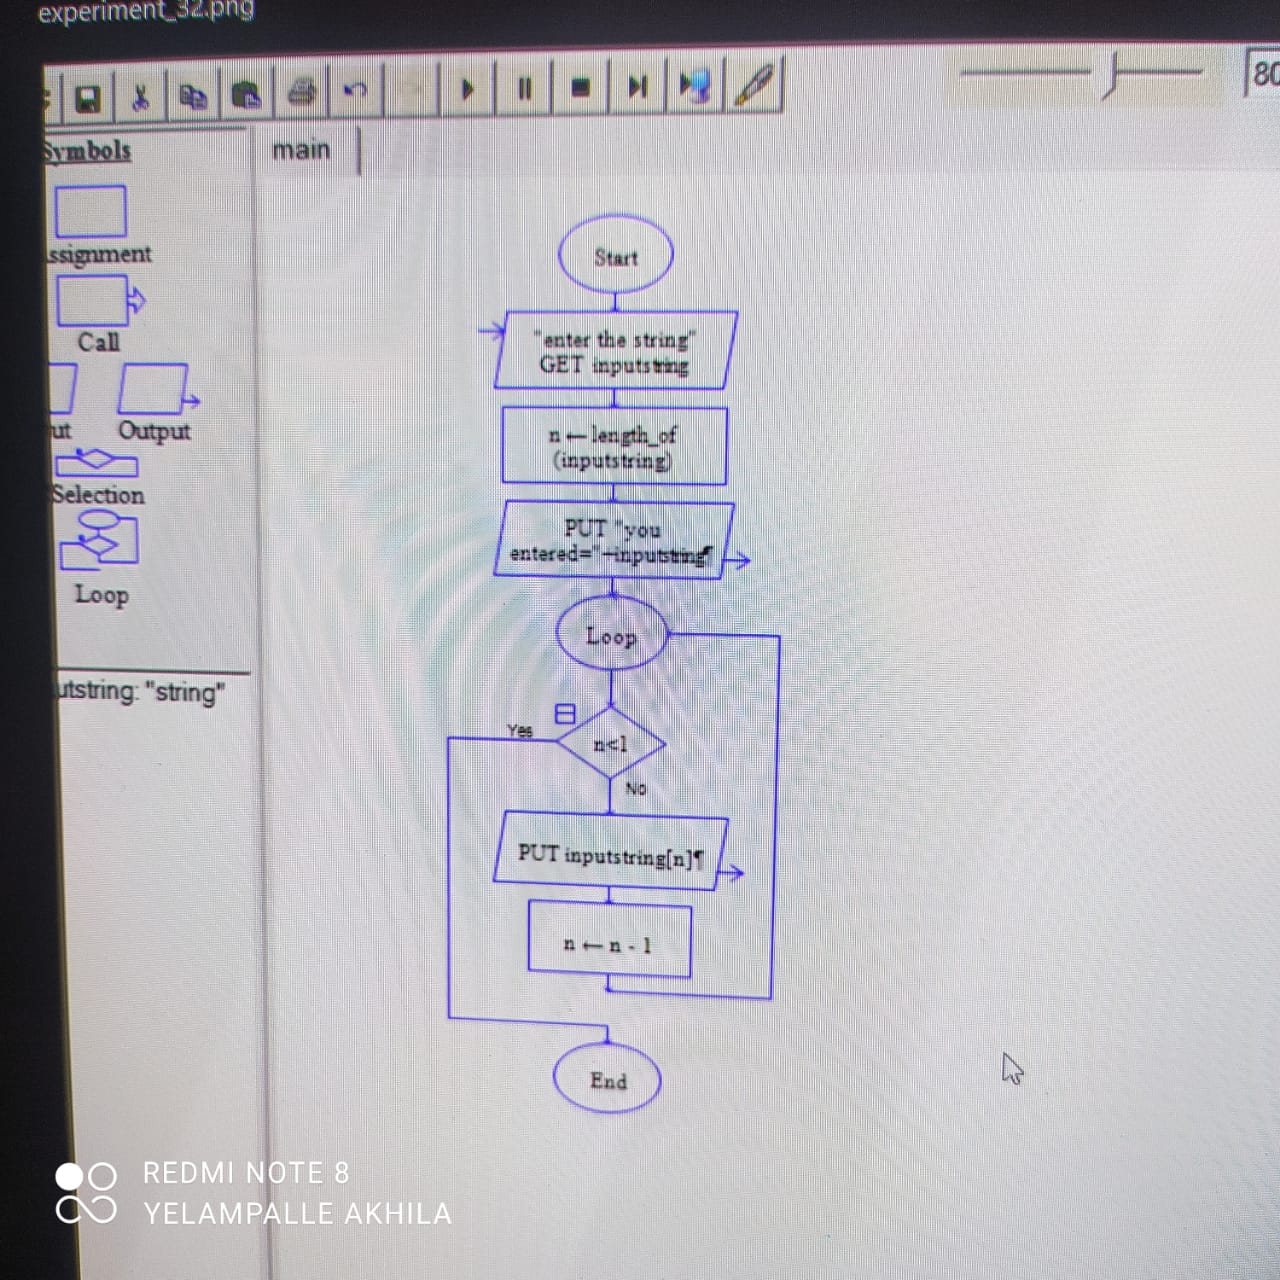 experiment_32.png
80
Symbols
main
ssignment
Call
ut Output
Selection
Loop
utstring: "string"
Start
"enter the string"
GET inputstring
n ← length_of
(inputstring)
PUT "you
entered="+inputstring¶
Loop
Yes
n<1
No
PUT inputstring[n]¶
n ← n - 1
End
REDMI NOTE 8
YELAMPALLE AKHILA